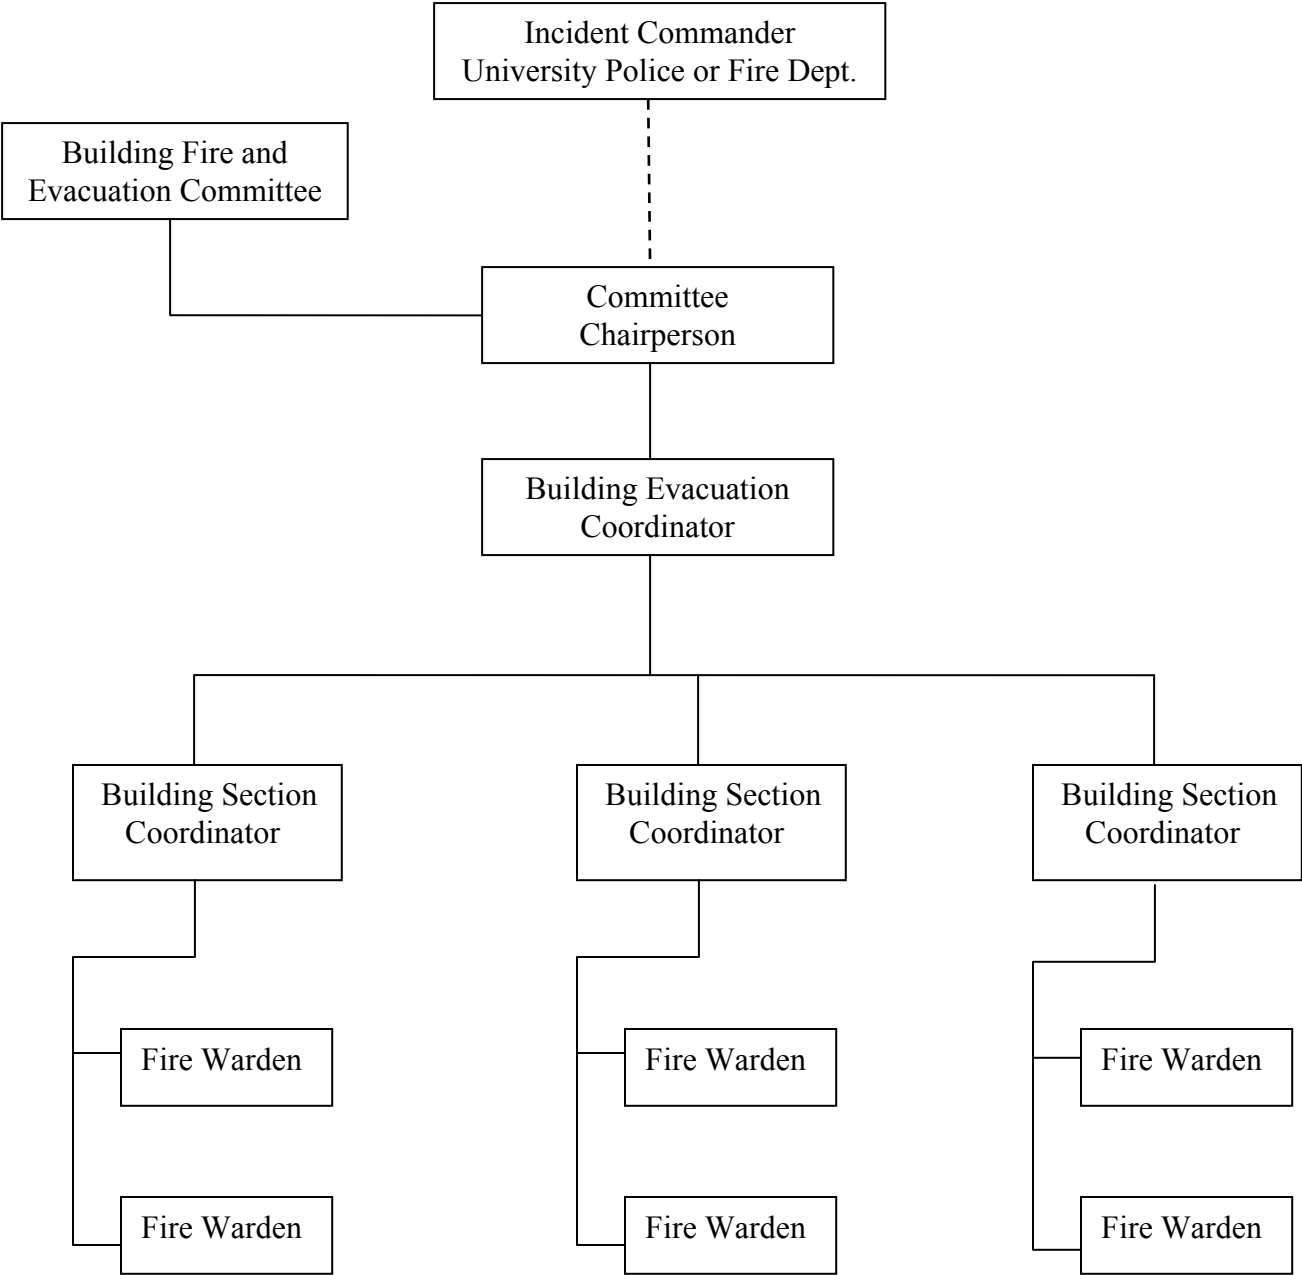 Incident Commander
University Police or Fire Dept.
Building Fire and
Evacuation Committee
Committee
Chairperson
Building Evacuation
Coordinator
Building Section
Coordinator
Building Section
Coordinator
Building Section
Coordinator
Fire Warden
Fire Warden
Fire Warden
Fire Warden
Fire Warden
Fire Warden